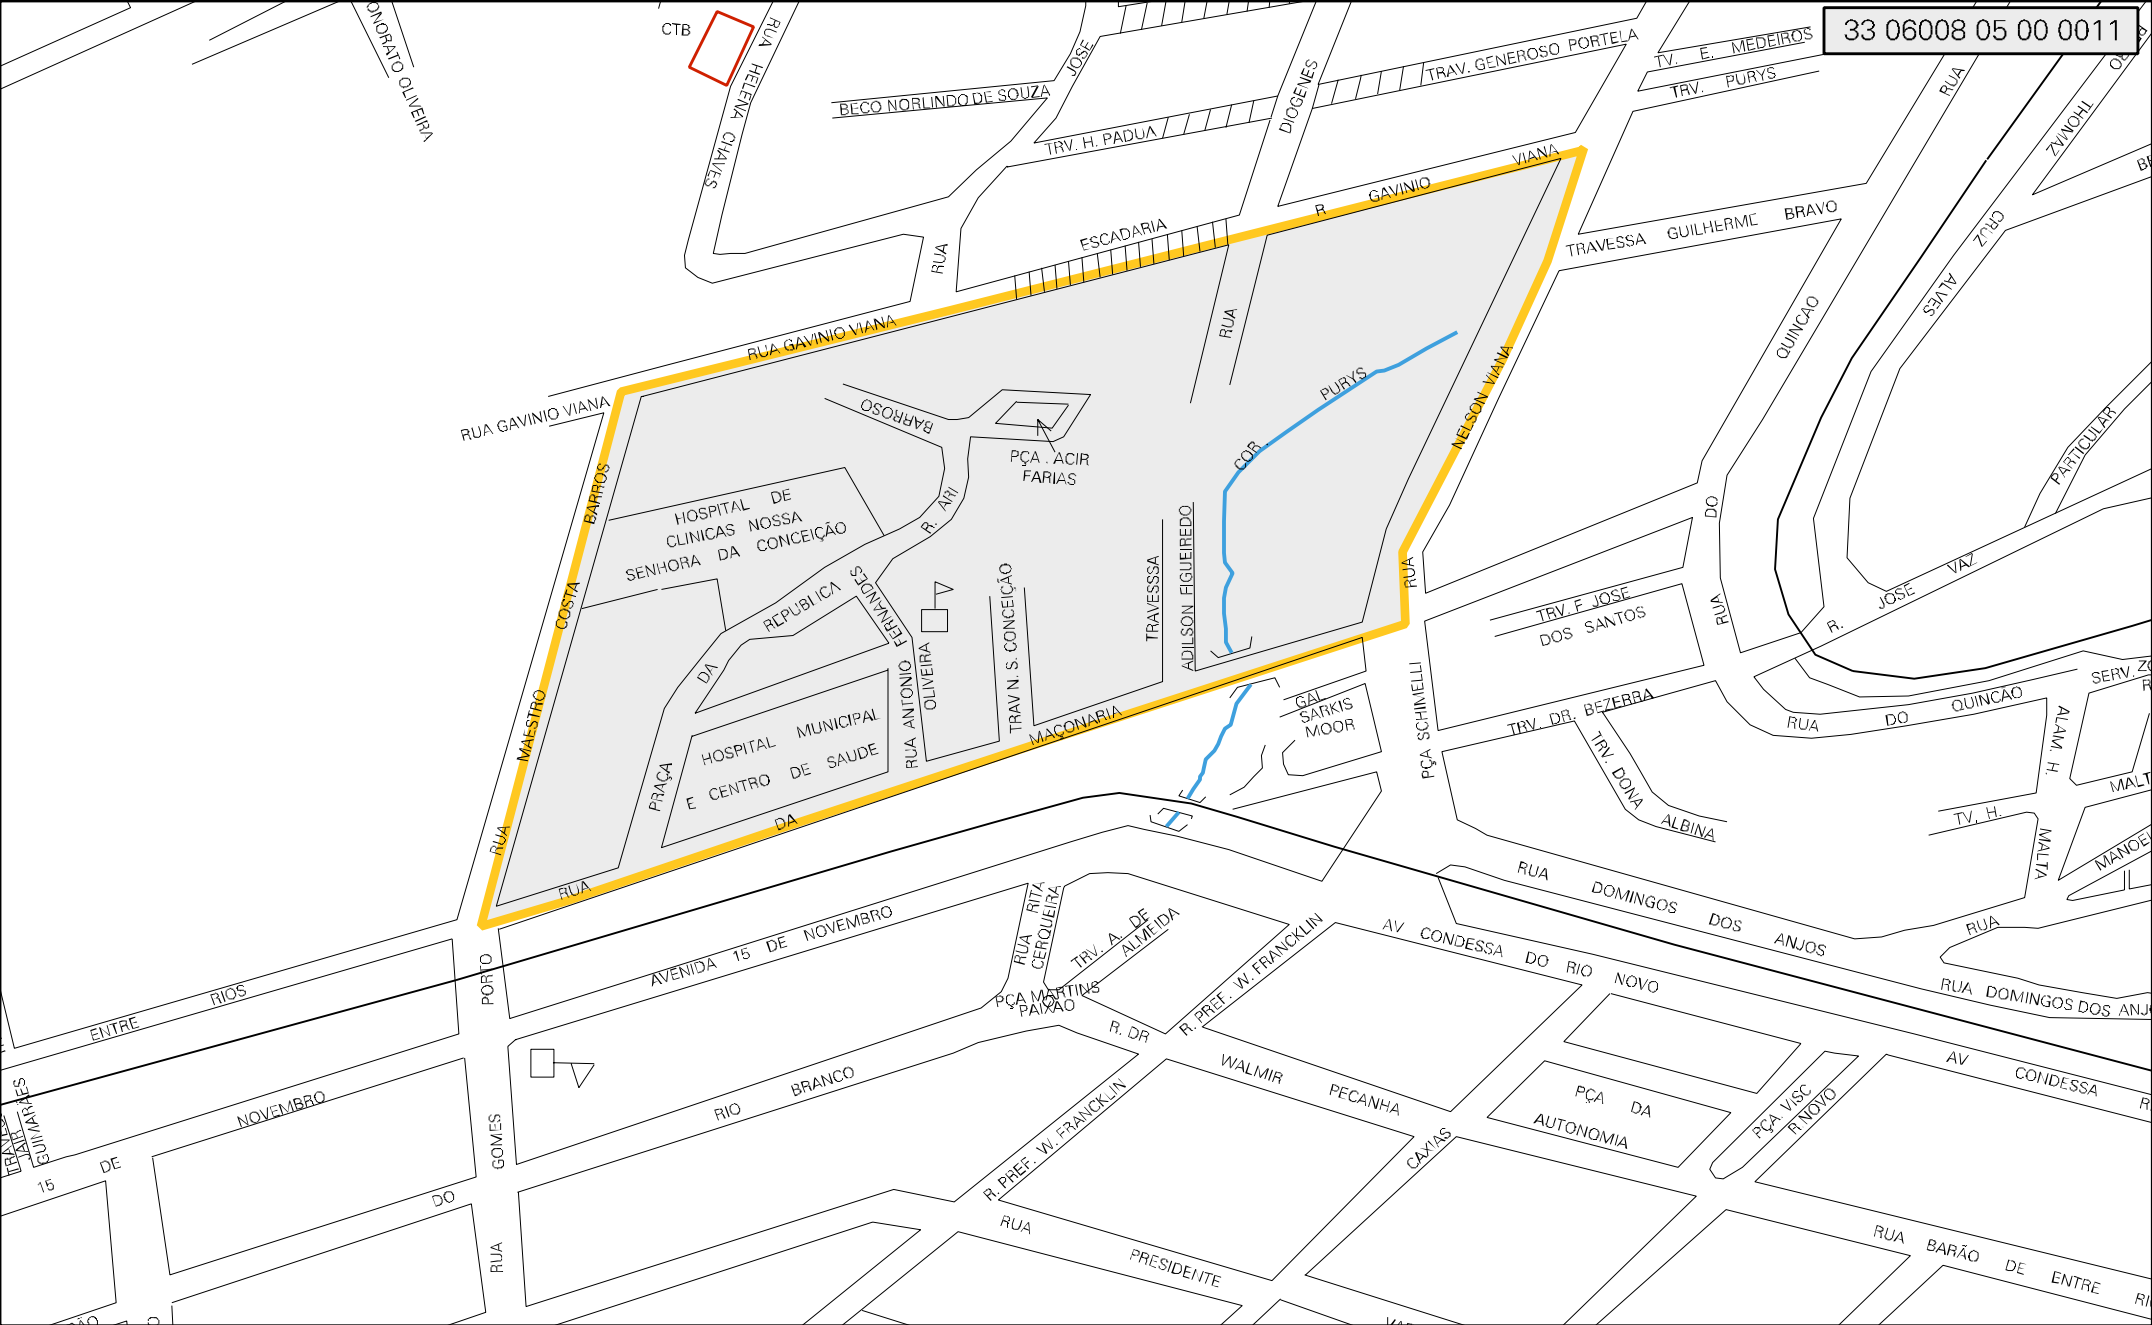 33 06008 05 00 0011
CTB
RUA HELENA CHAVES
ONORATO OLIVEIRA
JOSE
BECO NORLINDO DE SOUZA
TRV. H. PADUA
DIOGENES
TRAV. GENEROSO PORTELA
TV. E. MEDEIROS
TRV. PURYS
RUA
THOMAZ
CRUZ
ALVES
VIANA
GAVINIO
R
ESCADARIA
RUA
TRAVESSA GUILHERME BRAVO
RUA GAVINIO VIANA
RUA GAVINIO VIANA
RUA
QUINCAO
DO
RUA
PURYS
COR.
NELSON VIANA
RUA
BARROSO
PÇA. ACIR
FARIAS
R. ARI
HOSPITAL DE
CLINICAS NOSSA
SENHORA DA CONCEIÇÃO
BARROS
COSTA
MAESTRO
RUA
REPUBLICA
DA
PRAÇA
FERNANDES
OLIVEIRA
RUA ANTONIO
TRAV N. S. CONCEIÇÃO
TRAVESSSA
ADILSON FIGUEIREDO
HOSPITAL MUNICIPAL
E CENTRO DE SAUDE
MAÇONARIA
DA
RUA
PARTICULAR
R. JOSE VAZ
TRV. F JOSE
DOS SANTOS
GAL
SARKIS
MOOR
PÇA SCHIMELLI
TRV. DR. BEZERRA
TRV. DONA
ALBINA
RUA DO QUINCAO
SERV. ZO
ALAM. H.
MALTA
TV. H.
MALT
MANOEL
RUA
RUA DOMINGOS DOS ANJOS
RUA DOMINGOS DOS ANJ
AVENIDA 15 DE NOVEMBRO
RUA RITA
CERQUEIRA
TRV. A. DE
ALMEIDA
PÇA MARTINS
PAIXAO
R. PREF. W. FRANCKLIN
AV CONDESSA DO RIO NOVO
ENTRE RIOS
PORTO
GOMES
RUA
JAIR
GUIMARÃES
15 DE NOVEMBRO
DO RIO BRANCO
R. DR WALMIR PECANHA
R. PREF. W. FRANCKLIN
CAXIAS
PÇA DA
AUTONOMIA
PÇA. VISC
R NOVO
AV CONDESSA R
RUA PRESIDENTE
RUA BARÃO DE ENTRE RI